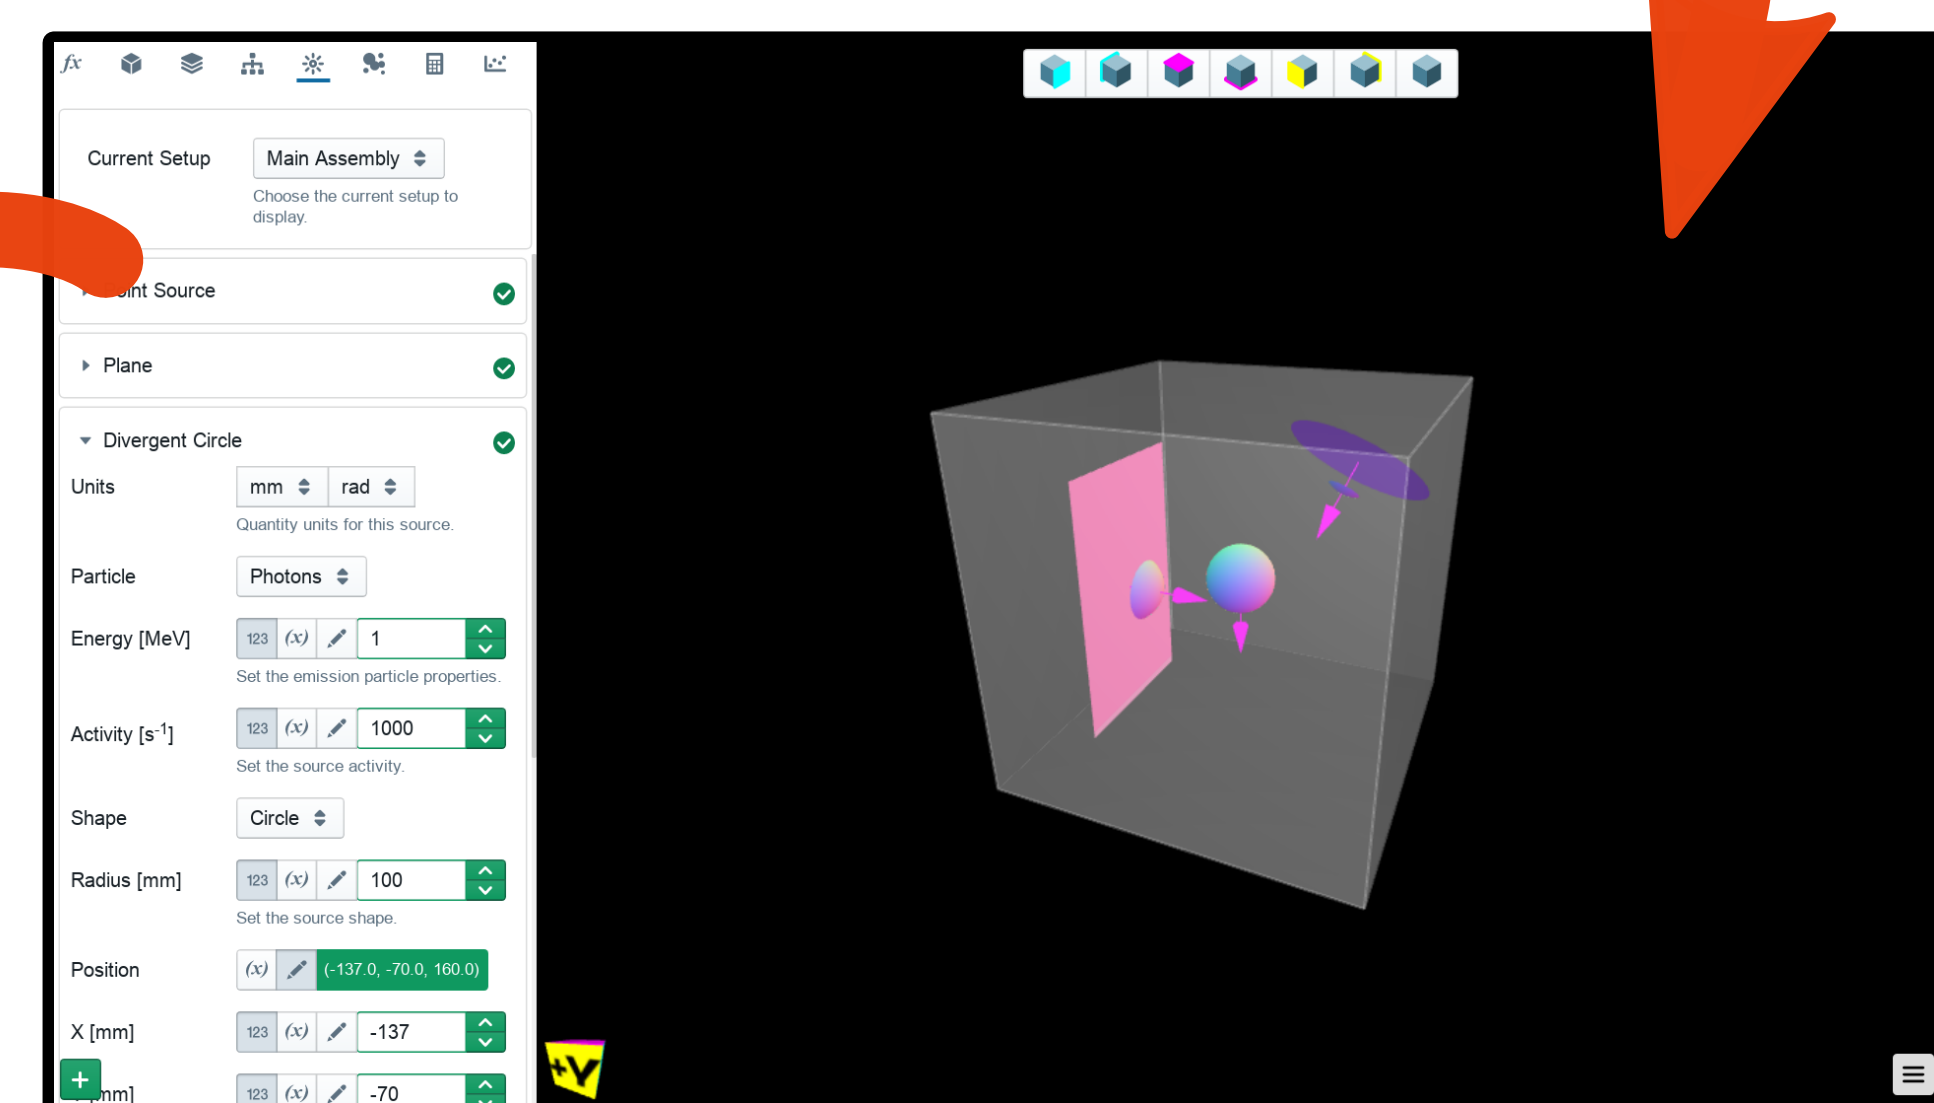 fx
Current Setup
Main Assembly
Choose the current setup to
display.
Source
Plane
Divergent Circle
Units
mm
rad
Quantity units for this source.
Particle
Photons
Energy [MeV]
123
(x)
1
Set the emission particle properties.
Activity [s-1]
123
(x)
1000
Set the source activity.
Shape
Circle
Radius [mm]
123
(x)
100
Set the source shape.
Position
(x)
(-137.0, -70.0, 160.0)
X [mm]
123
(x)
-137
mm]
123
(x)
-70
+Y